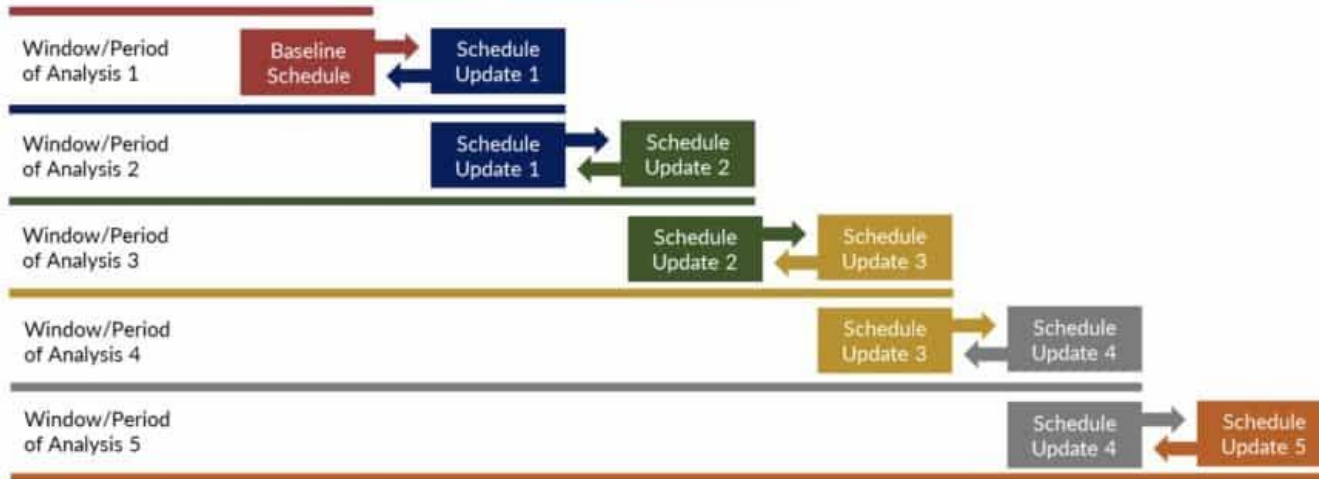 Window/Period
of Analysis 1
Baseline
Schedule
Schedule
Update 1
Window/Period
of Analysis 2
Schedule
Update 1
Schedule
Update 2
Window/Period
of Analysis 3
Schedule
Update 2
Schedule
Update 3
Window/Period
of Analysis 4
Schedule
Update 3
Schedule
Update 4
Window/Period
of Analysis 5
Schedule
Update 4
Schedule
Update 5